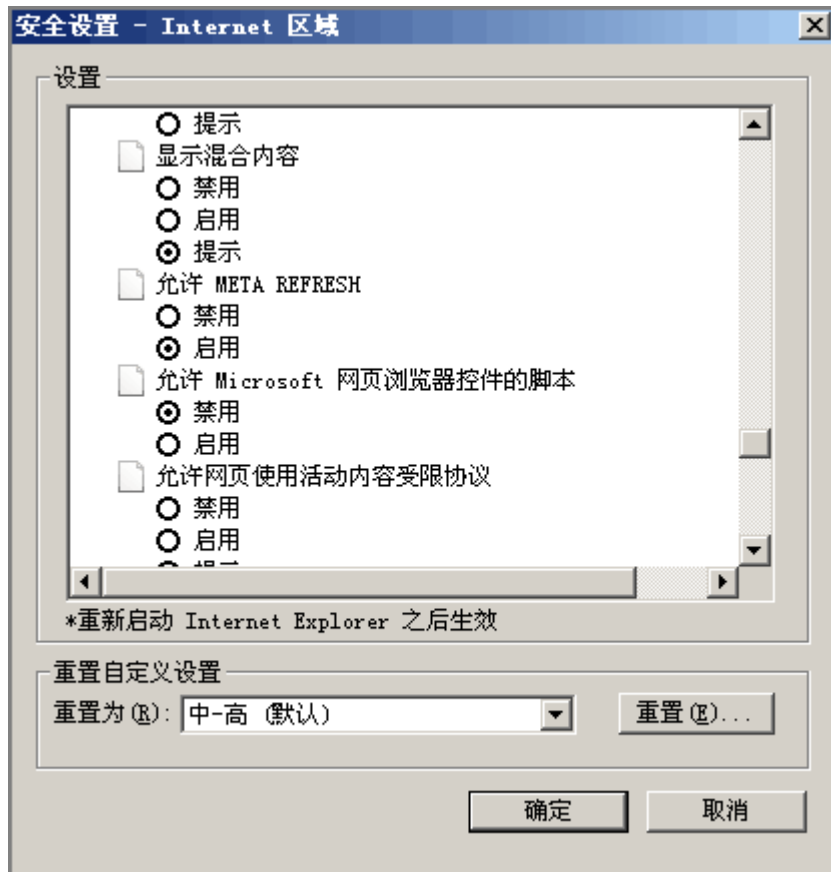 安全设置 - Internet 区域
设置
提示
显示混合内容
禁用
启用
提示
允许 META REFRESH
禁用
启用
允许 Microsoft 网页浏览器控件的脚本
禁用
启用
允许网页使用活动内容受限协议
禁用
启用
*重新启动 Internet Explorer 之后生效
重置自定义设置
重置为(R): 中-高 (默认) 重置(E)...
确定 取消